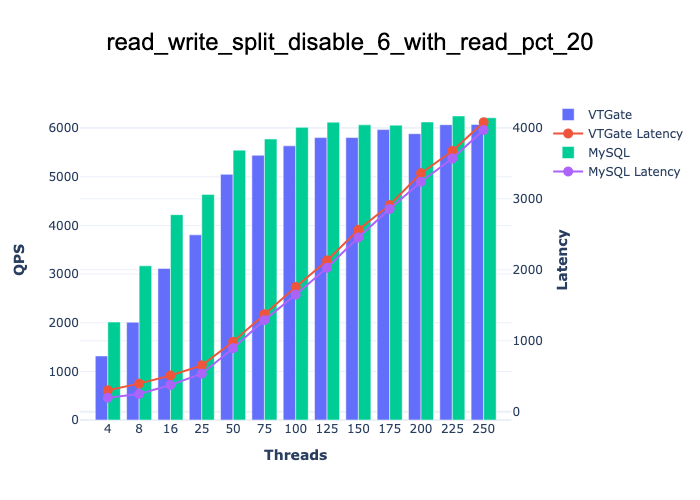 read_write_split_disable_6_with_read_pct_20
VTGate
VTGate Latency
MySQL
MySQL Latency
6000
5000
4000
3000
2000
1000
0
QPS
4000
3000
2000
1000
0
Latency
4 8 16 25 50 75 100 125 150 175 200 225 250
Threads